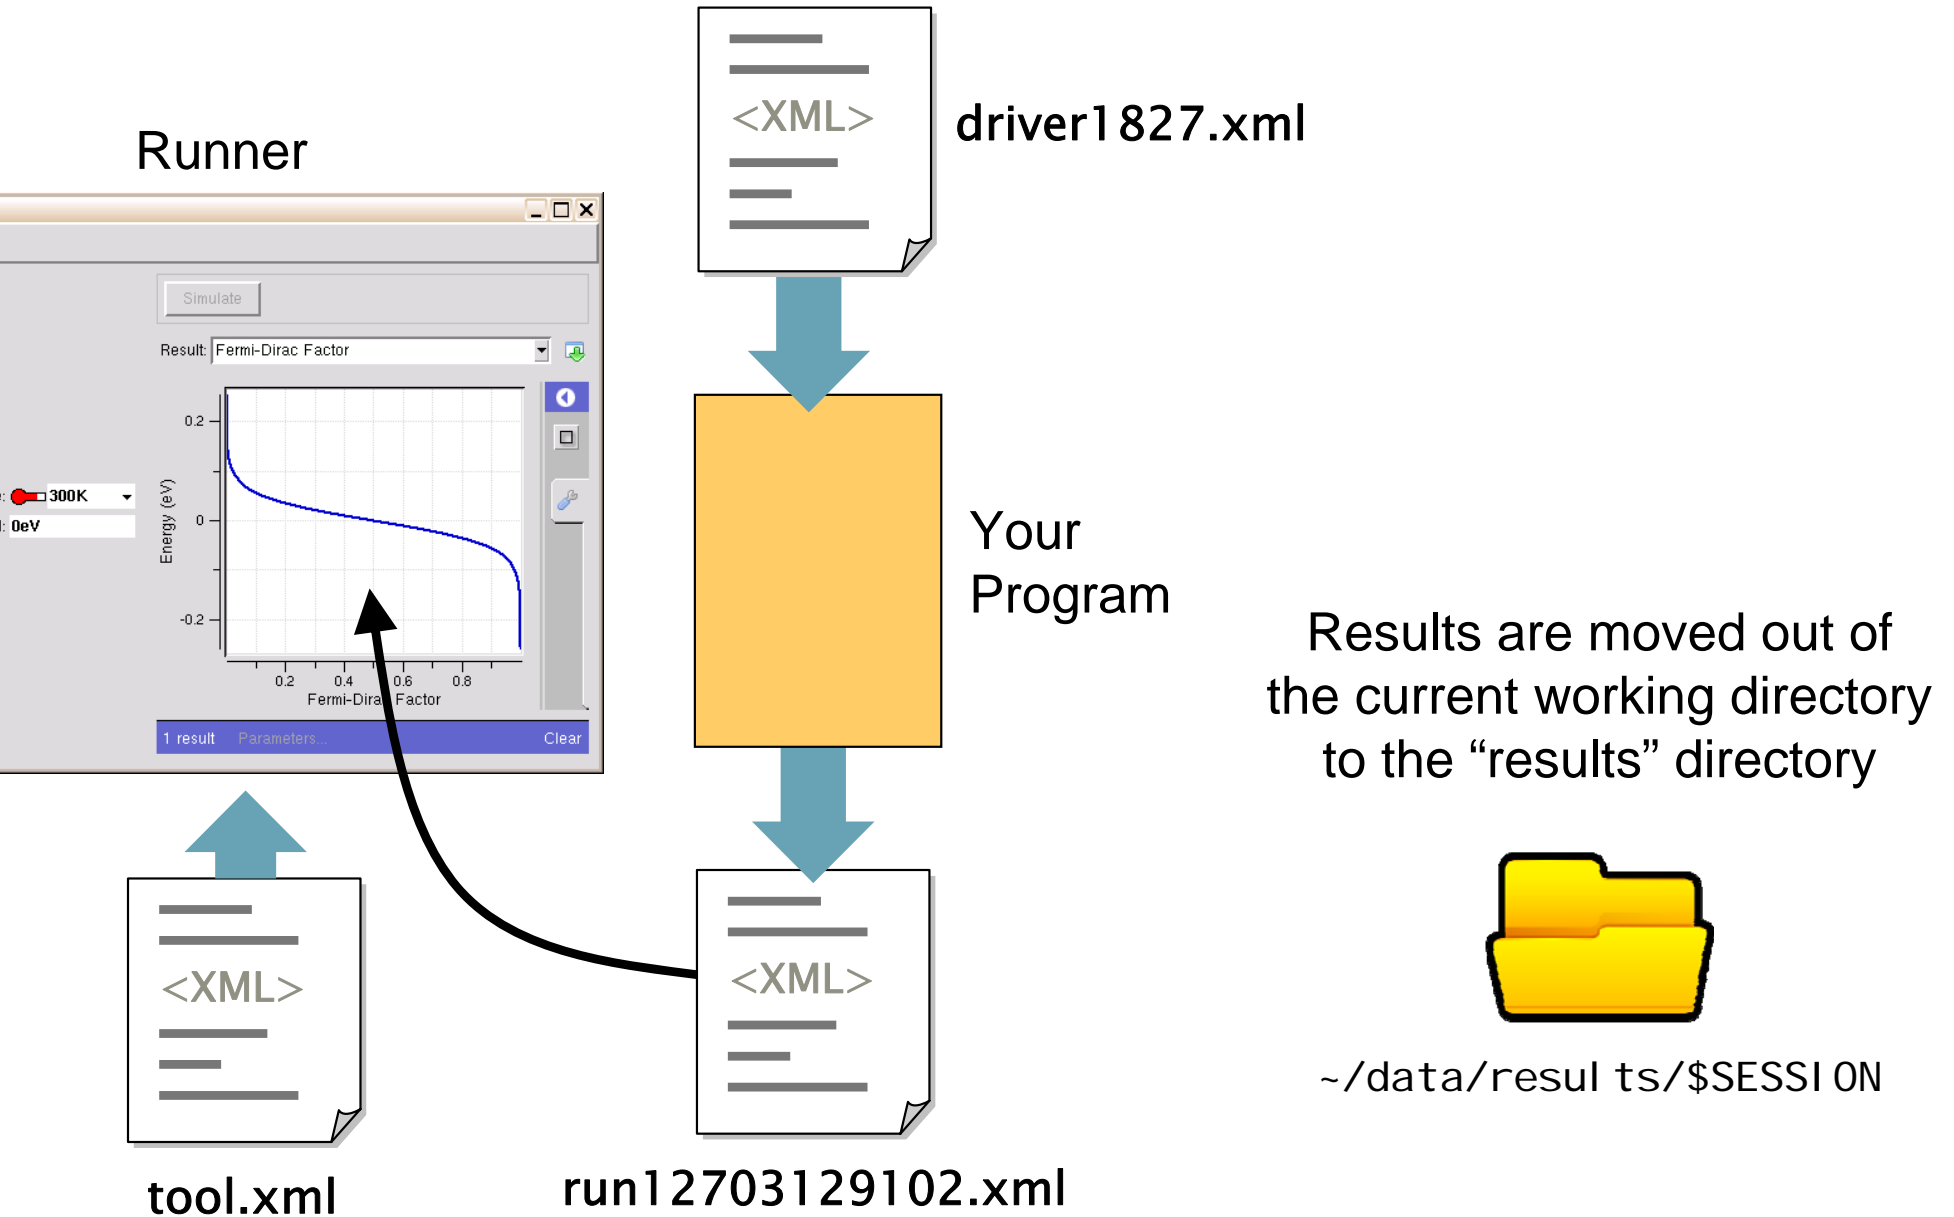 <XML>
driver1827.xml
Runner
Simulate
Result: Fermi-Dirac Factor
0.2
0
-0.2
Energy (eV)
0.2 0.4 0.6 0.8
Fermi-Dirac Factor
: 300K
: 0eV
1 result Parameters... Clear
Your
Program
Results are moved out of
the current working directory
to the “results” directory
<XML>
<XML>
~/data/results/$SESSION
tool.xml
run12703129102.xml